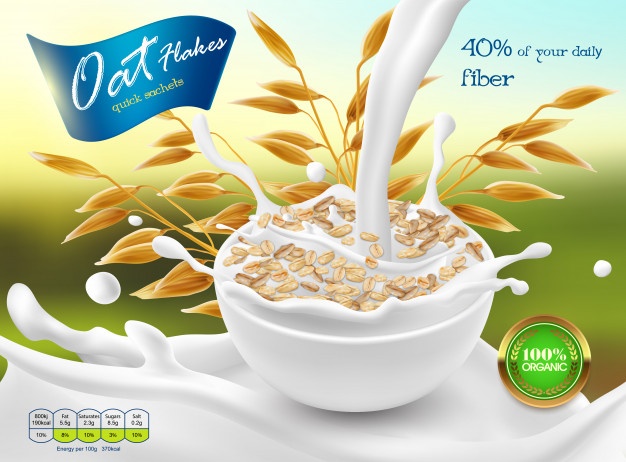 Oat Flakes
quick sachets
40% of your daily
fiber
100%
ORGANIC
800kj Fat Saturates Sugars Salt
190kcal 5.5g 2.3g 8.5g 0.2g
10% 8% 10% 3% 10%
Energy per 100g 370kcal